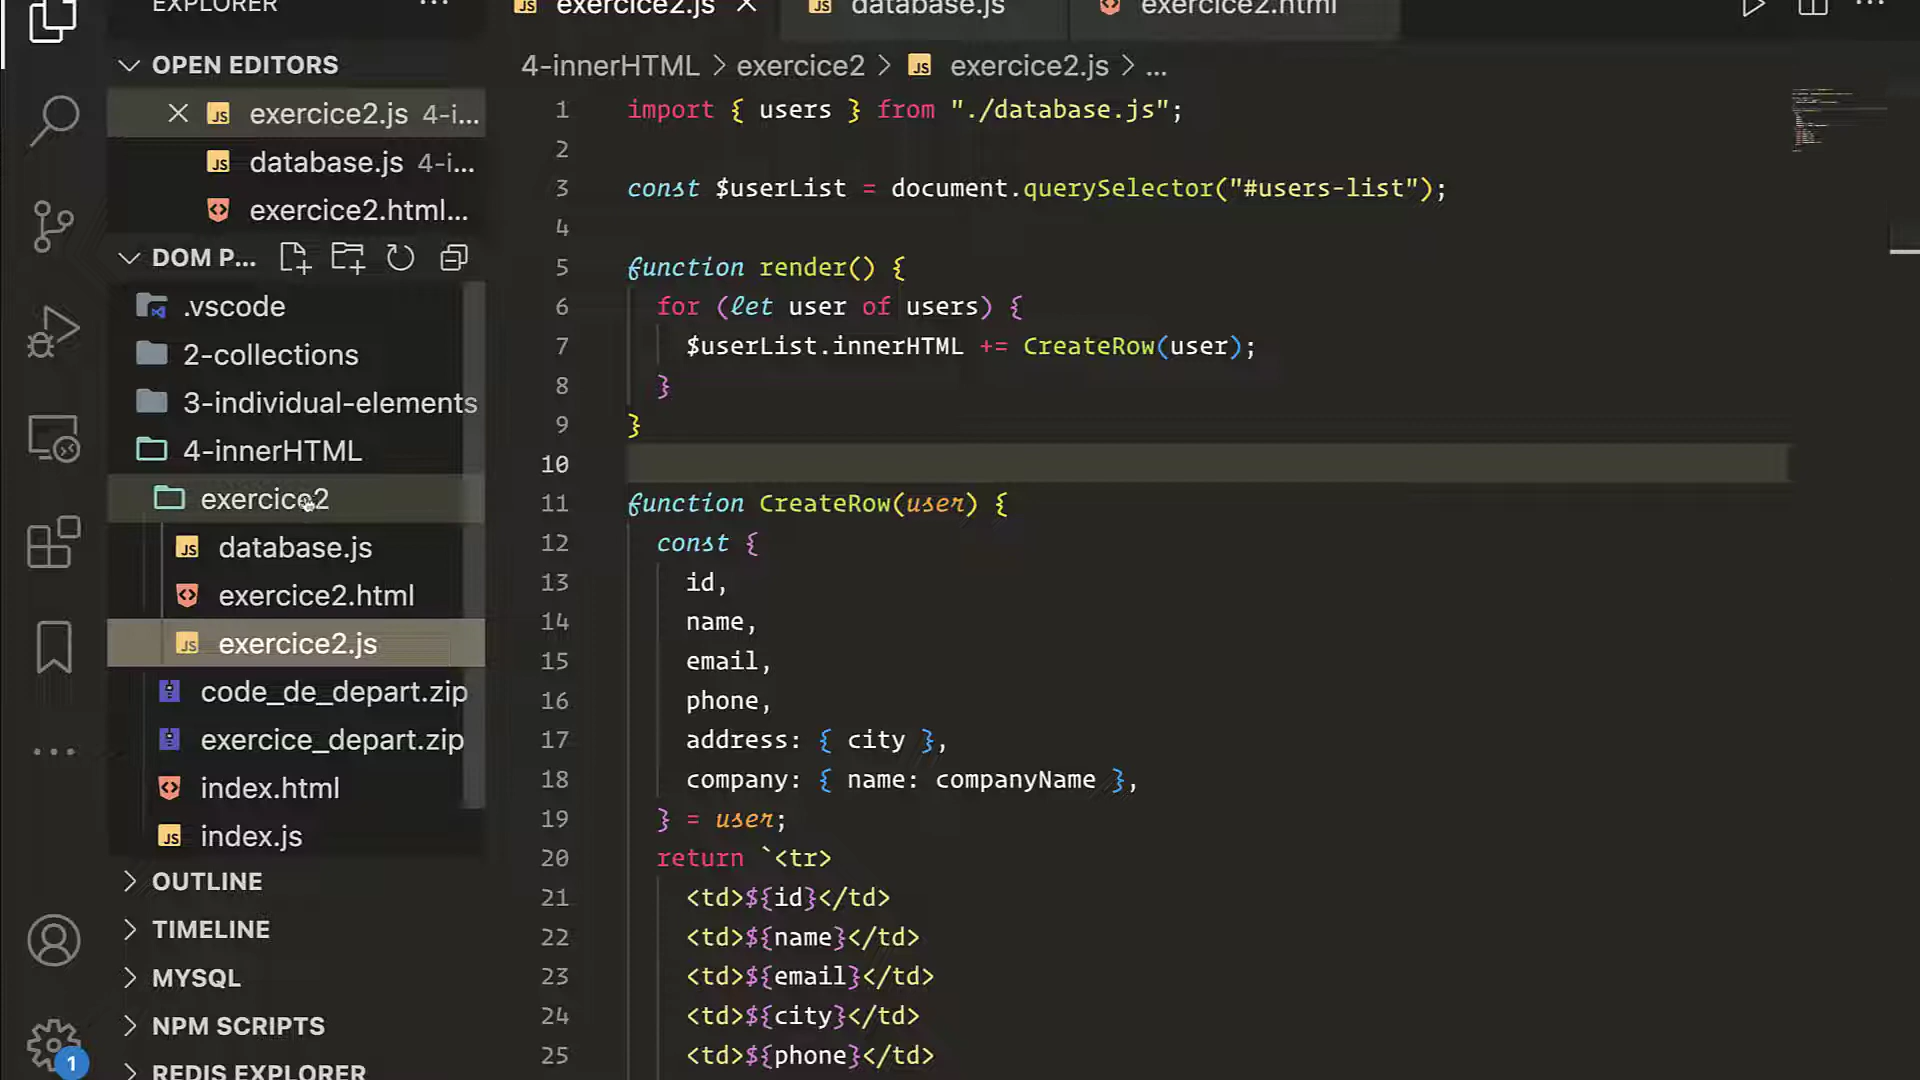 EXPLORER
...
exercice2.js
database.js
exercice2.html
...
OPEN EDITORS
exercice2.js 4-i...
database.js 4-i...
exercice2.html...
DOM P...
.vscode
2-collections
3-individual-elements
4-innerHTML
exercice2
database.js
exercice2.html
exercice2.js
code_de_depart.zip
exercice_depart.zip
index.html
index.js
OUTLINE
TIMELINE
MYSQL
NPM SCRIPTS
REDIS EXPLORER
1
4-innerHTML > exercice2 > JS exercice2.js > ...
1 import { users } from "./database.js";
2
3 const $userList = document.querySelector("#users-list");
4
5 function render() {
6 for (let user of users) {
7 $userList.innerHTML += CreateRow(user);
8 }
9 }
10
11 function CreateRow(user) {
12 const {
13 id,
14 name,
15 email,
16 phone,
17 address: { city },
18 company: { name: companyName },
19 } = user;
20 return `<tr>
21 <td>${id}</td>
22 <td>${name}</td>
23 <td>${email}</td>
24 <td>${city}</td>
25 <td>${phone}</td>